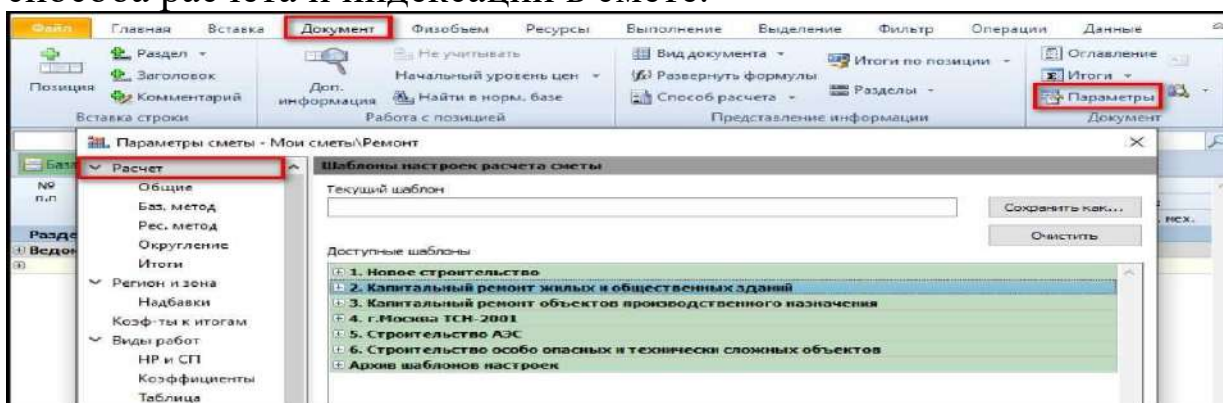 способа расчета и индексации в смете.
Файл Главная Вставка Документ Физобъем Ресурсы Выполнение Выделение Фильтр Операции Данные
Позиция
Раздел
Заголовок
Комментарий
Вставка строки
Доп. информация
Не учитывать
Начальный уровень цен
Найти в норм. базе
Работа с позицией
Вид документа
Развернуть формулы
Способ расчета
Итоги по позиции
Разделы
Представление информации
Оглавление
Итоги
Параметры
Документ
Параметры сметы - Мои сметы\Ремонт
№
п.п
Расчет
Общие
Баз. метод
Рес. метод
Округление
Итоги
Регион и зона
Надбавки
Коэф-ты к итогам
Виды работ
НР и СП
Коэффициенты
Таблица
Шаблоны настроек расчета сметы
Текущий шаблон
Сохранить как...
Очистить
Доступные шаблоны
1. Новое строительство
2. Капитальный ремонт жилых и общественных зданий
3. Капитальный ремонт объектов производственного назначения
4. г.Москва ТСН-2001
5. Строительство АЭС
6. Строительство особо опасных и технически сложных объектов
Архив шаблонов настроек